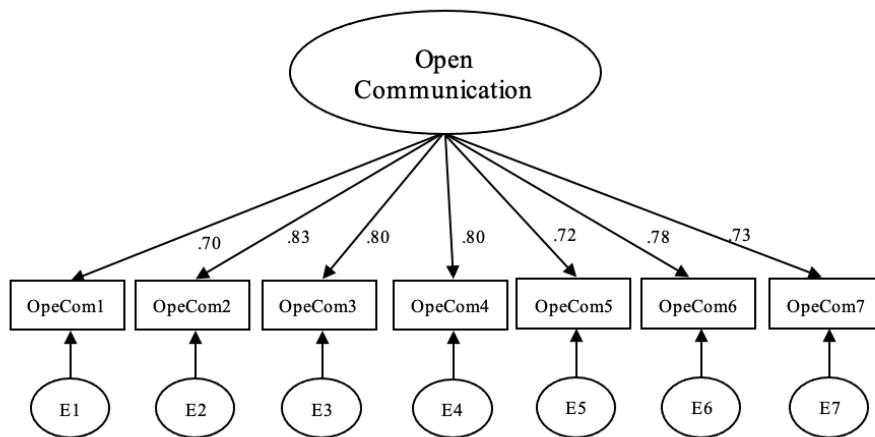 Open
Communication
.70
.83
.80
.80
.72
.78
.73
OpeCom1
OpeCom2
OpeCom3
OpeCom4
OpeCom5
OpeCom6
OpeCom7
E1
E2
E3
E4
E5
E6
E7